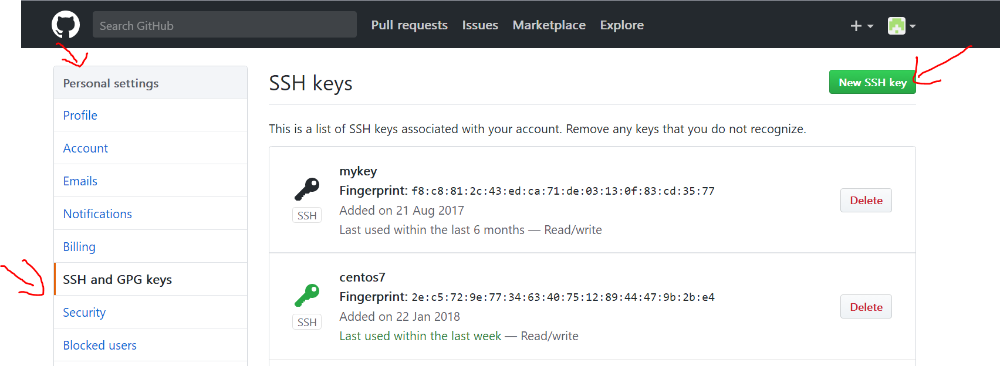 Search GitHub Pull requests Issues Marketplace Explore
Personal settings
Profile
Account
Emails
Notifications
Billing
SSH and GPG keys
Security
Blocked users
SSH keys
New SSH key
This is a list of SSH keys associated with your account. Remove any keys that you do not recognize.
mykey
Fingerprint: f8:c8:81:2c:43:ed:ca:71:de:03:13:0f:83:cd:35:77
Added on 21 Aug 2017
Last used within the last 6 months — Read/write
SSH
Delete
centos7
Fingerprint: 2e:c5:72:9e:77:34:63:40:75:12:89:44:47:9b:2b:e4
Added on 22 Jan 2018
Last used within the last week — Read/write
SSH
Delete